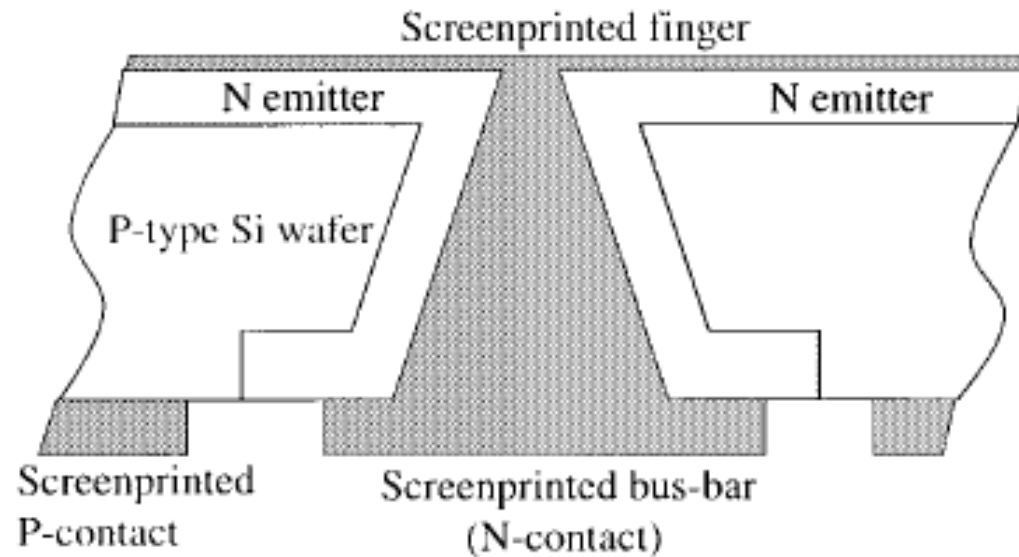 Screenprinted finger
N emitter
N emitter
P-type Si wafer
Screenprinted
P-contact
Screenprinted bus-bar
(N-contact)